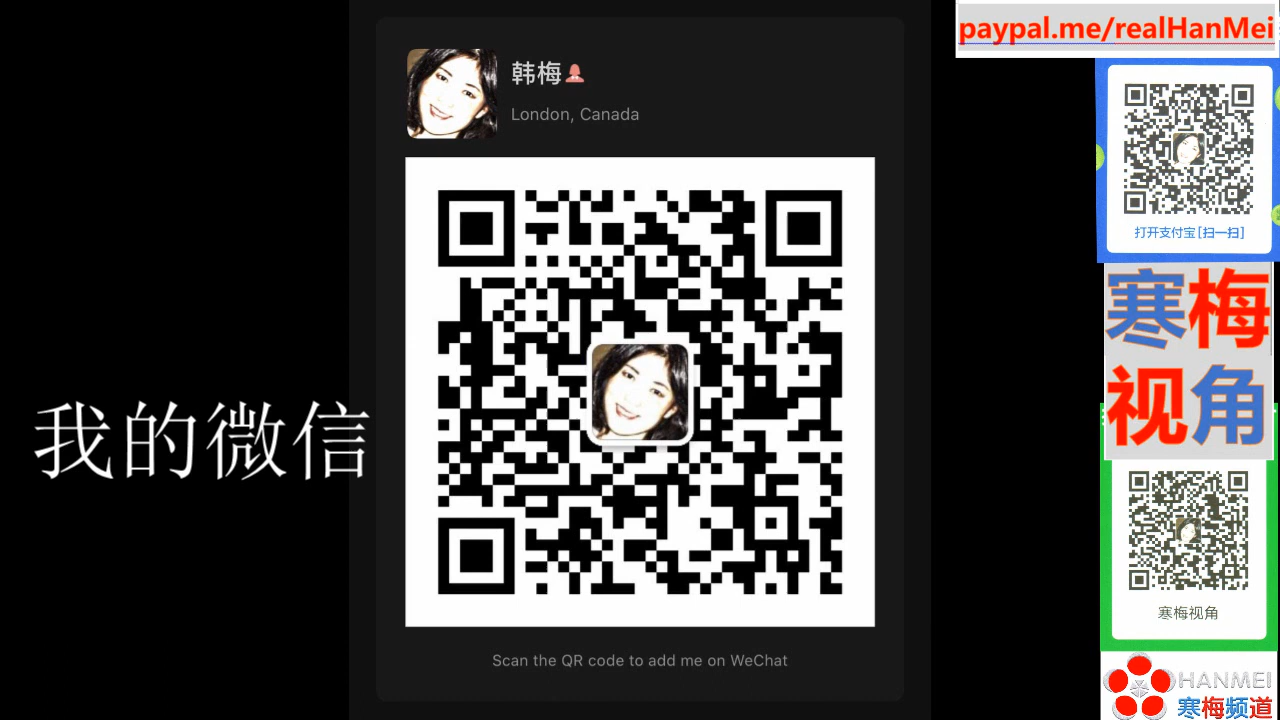 paypal.me/realHanMei
韩梅
London, Canada
打开支付宝[扫一扫]
寒梅
视角
我的微信
寒梅视角
Scan the QR code to add me on WeChat
HANMEI
寒梅频道